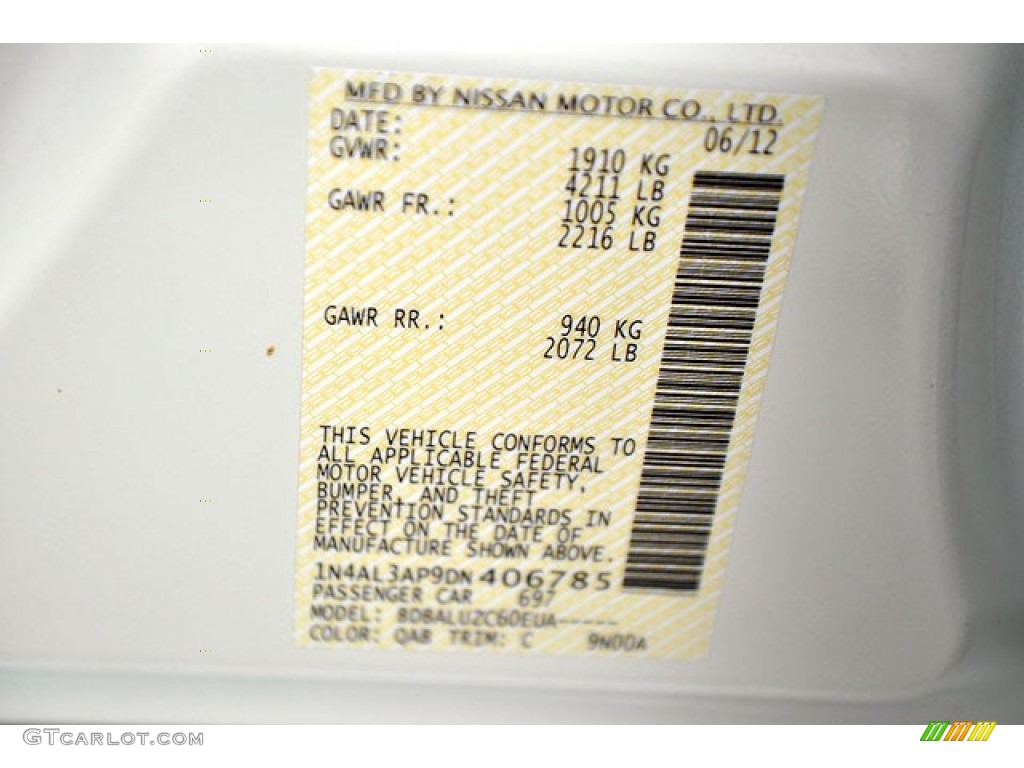 MFD BY NISSAN MOTOR CO., LTD.
DATE: 06/12
GVWR: 1910 KG
4211 LB
GAWR FR.: 1005 KG
2216 LB
GAWR RR.: 940 KG
2072 LB
THIS VEHICLE CONFORMS TO
ALL APPLICABLE FEDERAL
MOTOR VEHICLE SAFETY,
BUMPER, AND THEFT
PREVENTION STANDARDS IN
EFFECT ON THE DATE OF
MANUFACTURE SHOWN ABOVE.
1N4AL3AP9DN406785
PASSENGER CAR 697
MODEL: BDBALUZC60EUA-----
COLOR: QAB TRIM: C 9N00A
GTCARLOT.COM